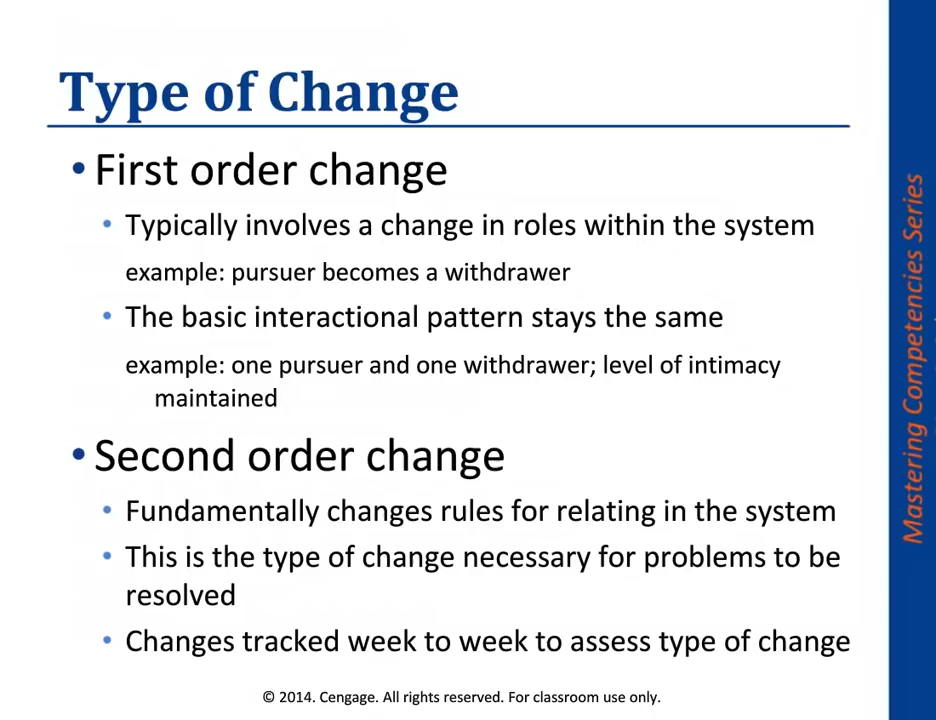 Type of Change
• First order change
• Typically involves a change in roles within the system
example: pursuer becomes a withdrawer
• The basic interactional pattern stays the same
example: one pursuer and one withdrawer; level of intimacy
maintained
• Second order change
• Fundamentally changes rules for relating in the system
• This is the type of change necessary for problems to be
resolved
• Changes tracked week to week to assess type of change
© 2014. Cengage. All rights reserved. For classroom use only.
Mastering Competencies Series